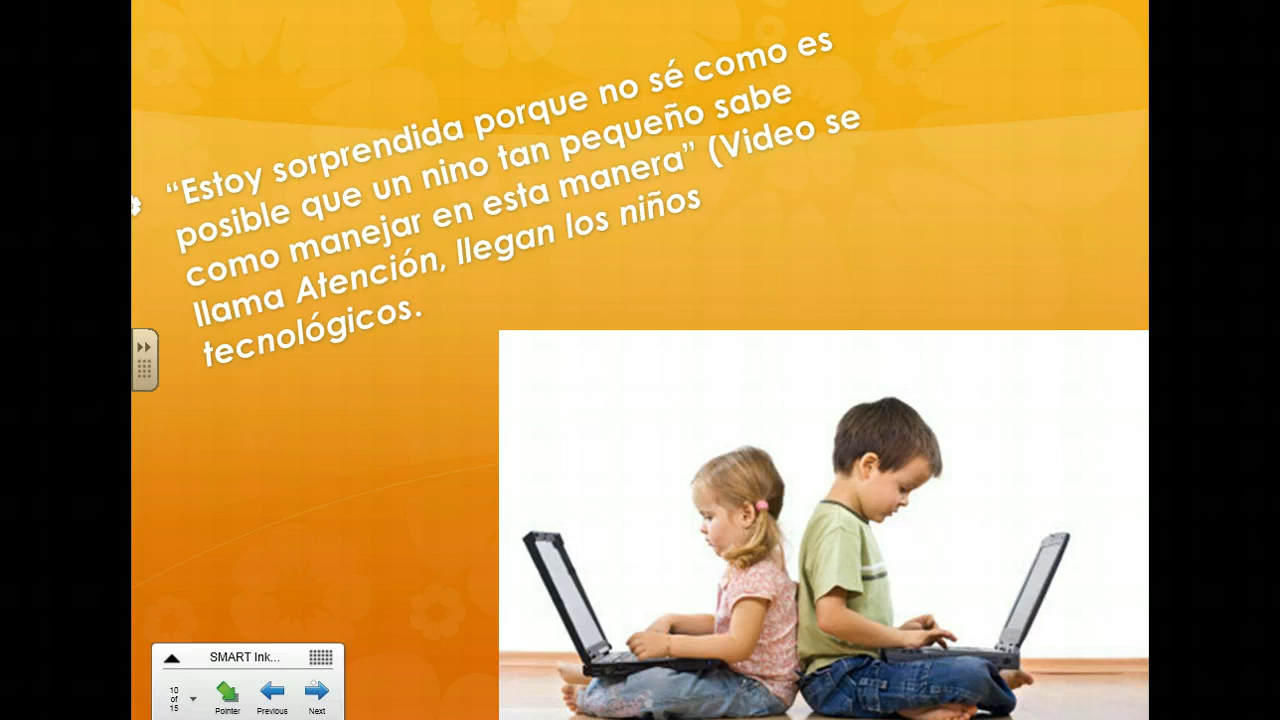 “Estoy sorprendida porque no sé como es
posible que un nino tan pequeño sabe
como manejar en esta manera” (Video se
llama Atención, llegan los niños
tecnológicos.
SMART Ink...
10
of
15
Pointer
Previous
Next